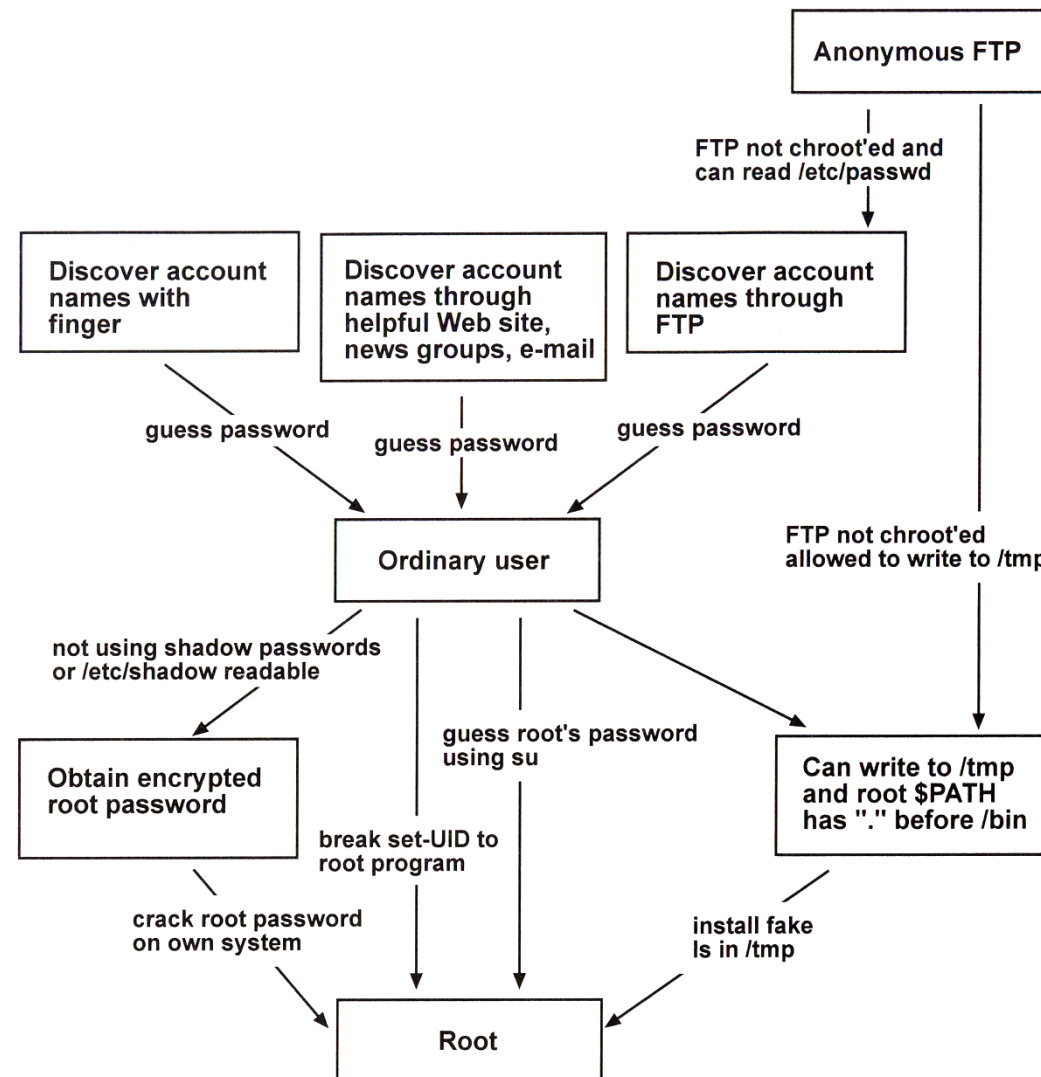 Anonymous FTP
FTP not chroot'ed and
can read /etc/passwd
Discover account
names with
finger
Discover account
names through
helpful Web site,
news groups, e-mail
Discover account
names through
FTP
guess password
guess password
guess password
Ordinary user
FTP not chroot'ed
allowed to write to /tmp
not using shadow passwords
or /etc/shadow readable
guess root's password
using su
Obtain encrypted
root password
Can write to /tmp
and root $PATH
has "." before /bin
break set-UID to
root program
crack root password
on own system
install fake
ls in /tmp
Root